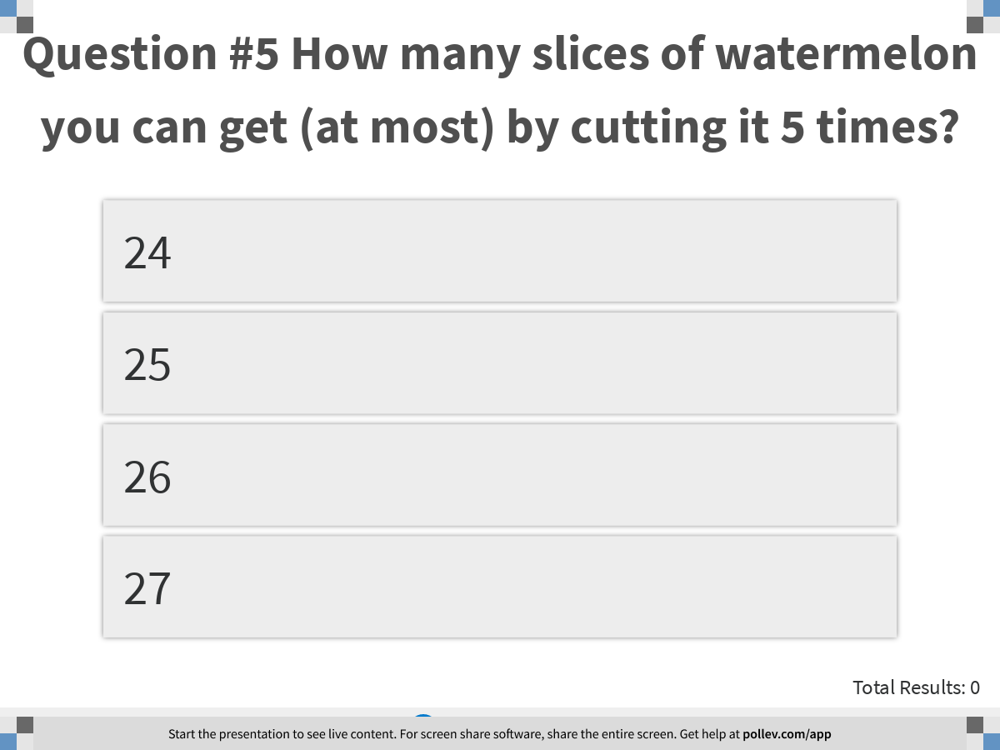 Question #5 How many slices of watermelon
you can get (at most) by cutting it 5 times?
24
25
26
27
Total Results: 0
Start the presentation to see live content. For screen share software, share the entire screen. Get help at pollev.com/app